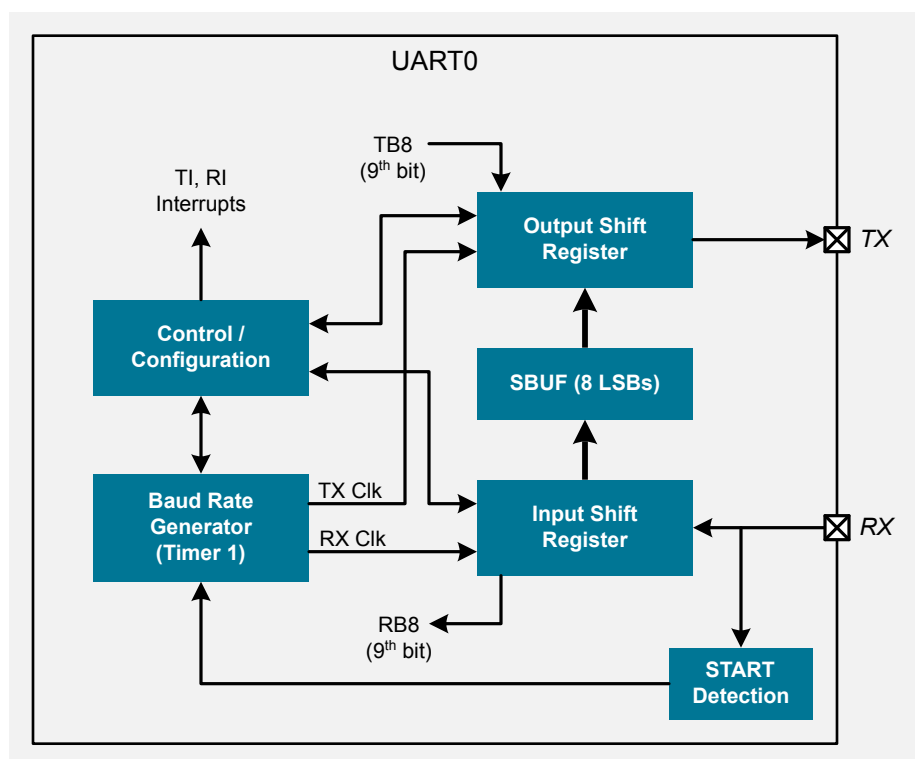 UART0
TB8
(9th bit)
TI, RI
Interrupts
Output Shift
Register
TX
Control /
Configuration
SBUF (8 LSBs)
Baud Rate
Generator
(Timer 1)
TX Clk
RX Clk
Input Shift
Register
RX
RB8
(9th bit)
START
Detection